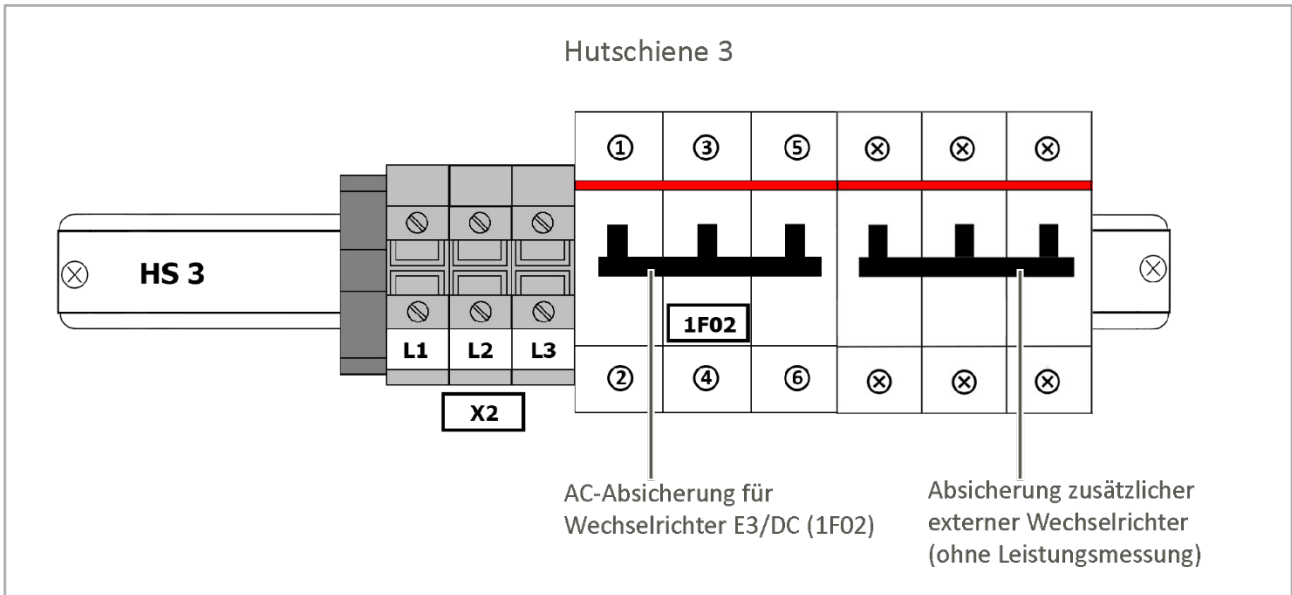 Hutschiene 3
① ③ ⑤
HS 3
1F02
L1 L2 L3
② ④ ⑥
X2
AC-Absicherung für
Wechselrichter E3/DC (1F02)
Absicherung zusätzlicher
externer Wechselrichter
(ohne Leistungsmessung)